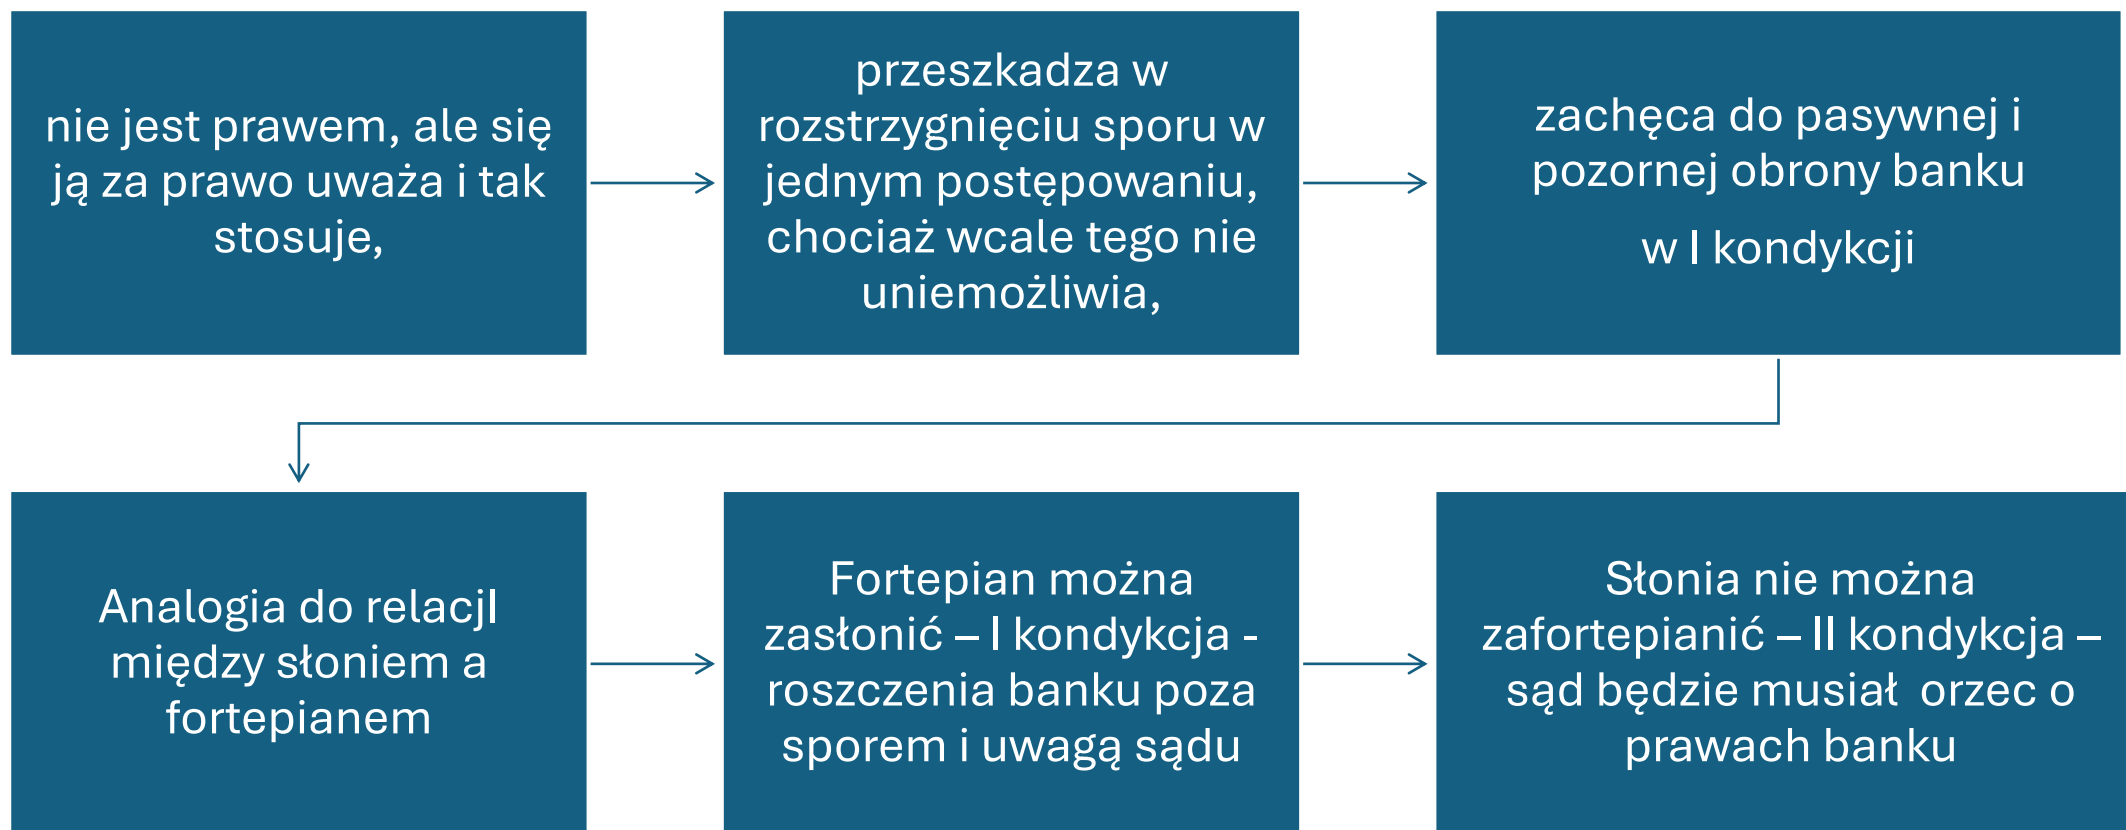 nie jest prawem, ale się
ją za prawo uważa i tak
stosuje,
przeszkadza w
rozstrzygnięciu sporu w
jednym postępowaniu,
chociaż wcale tego nie
uniemożliwia,
zachęca do pasywnej i
pozornej obrony banku
w I kondykcji
Analogia do relacjI
między słoniem a
fortepianem
Fortepian można
zasłonić – I kondykcja -
roszczenia banku poza
sporem i uwagą sądu
Słonia nie można
zafortepianić – II kondykcja –
sąd będzie musiał  orzec o
prawach banku